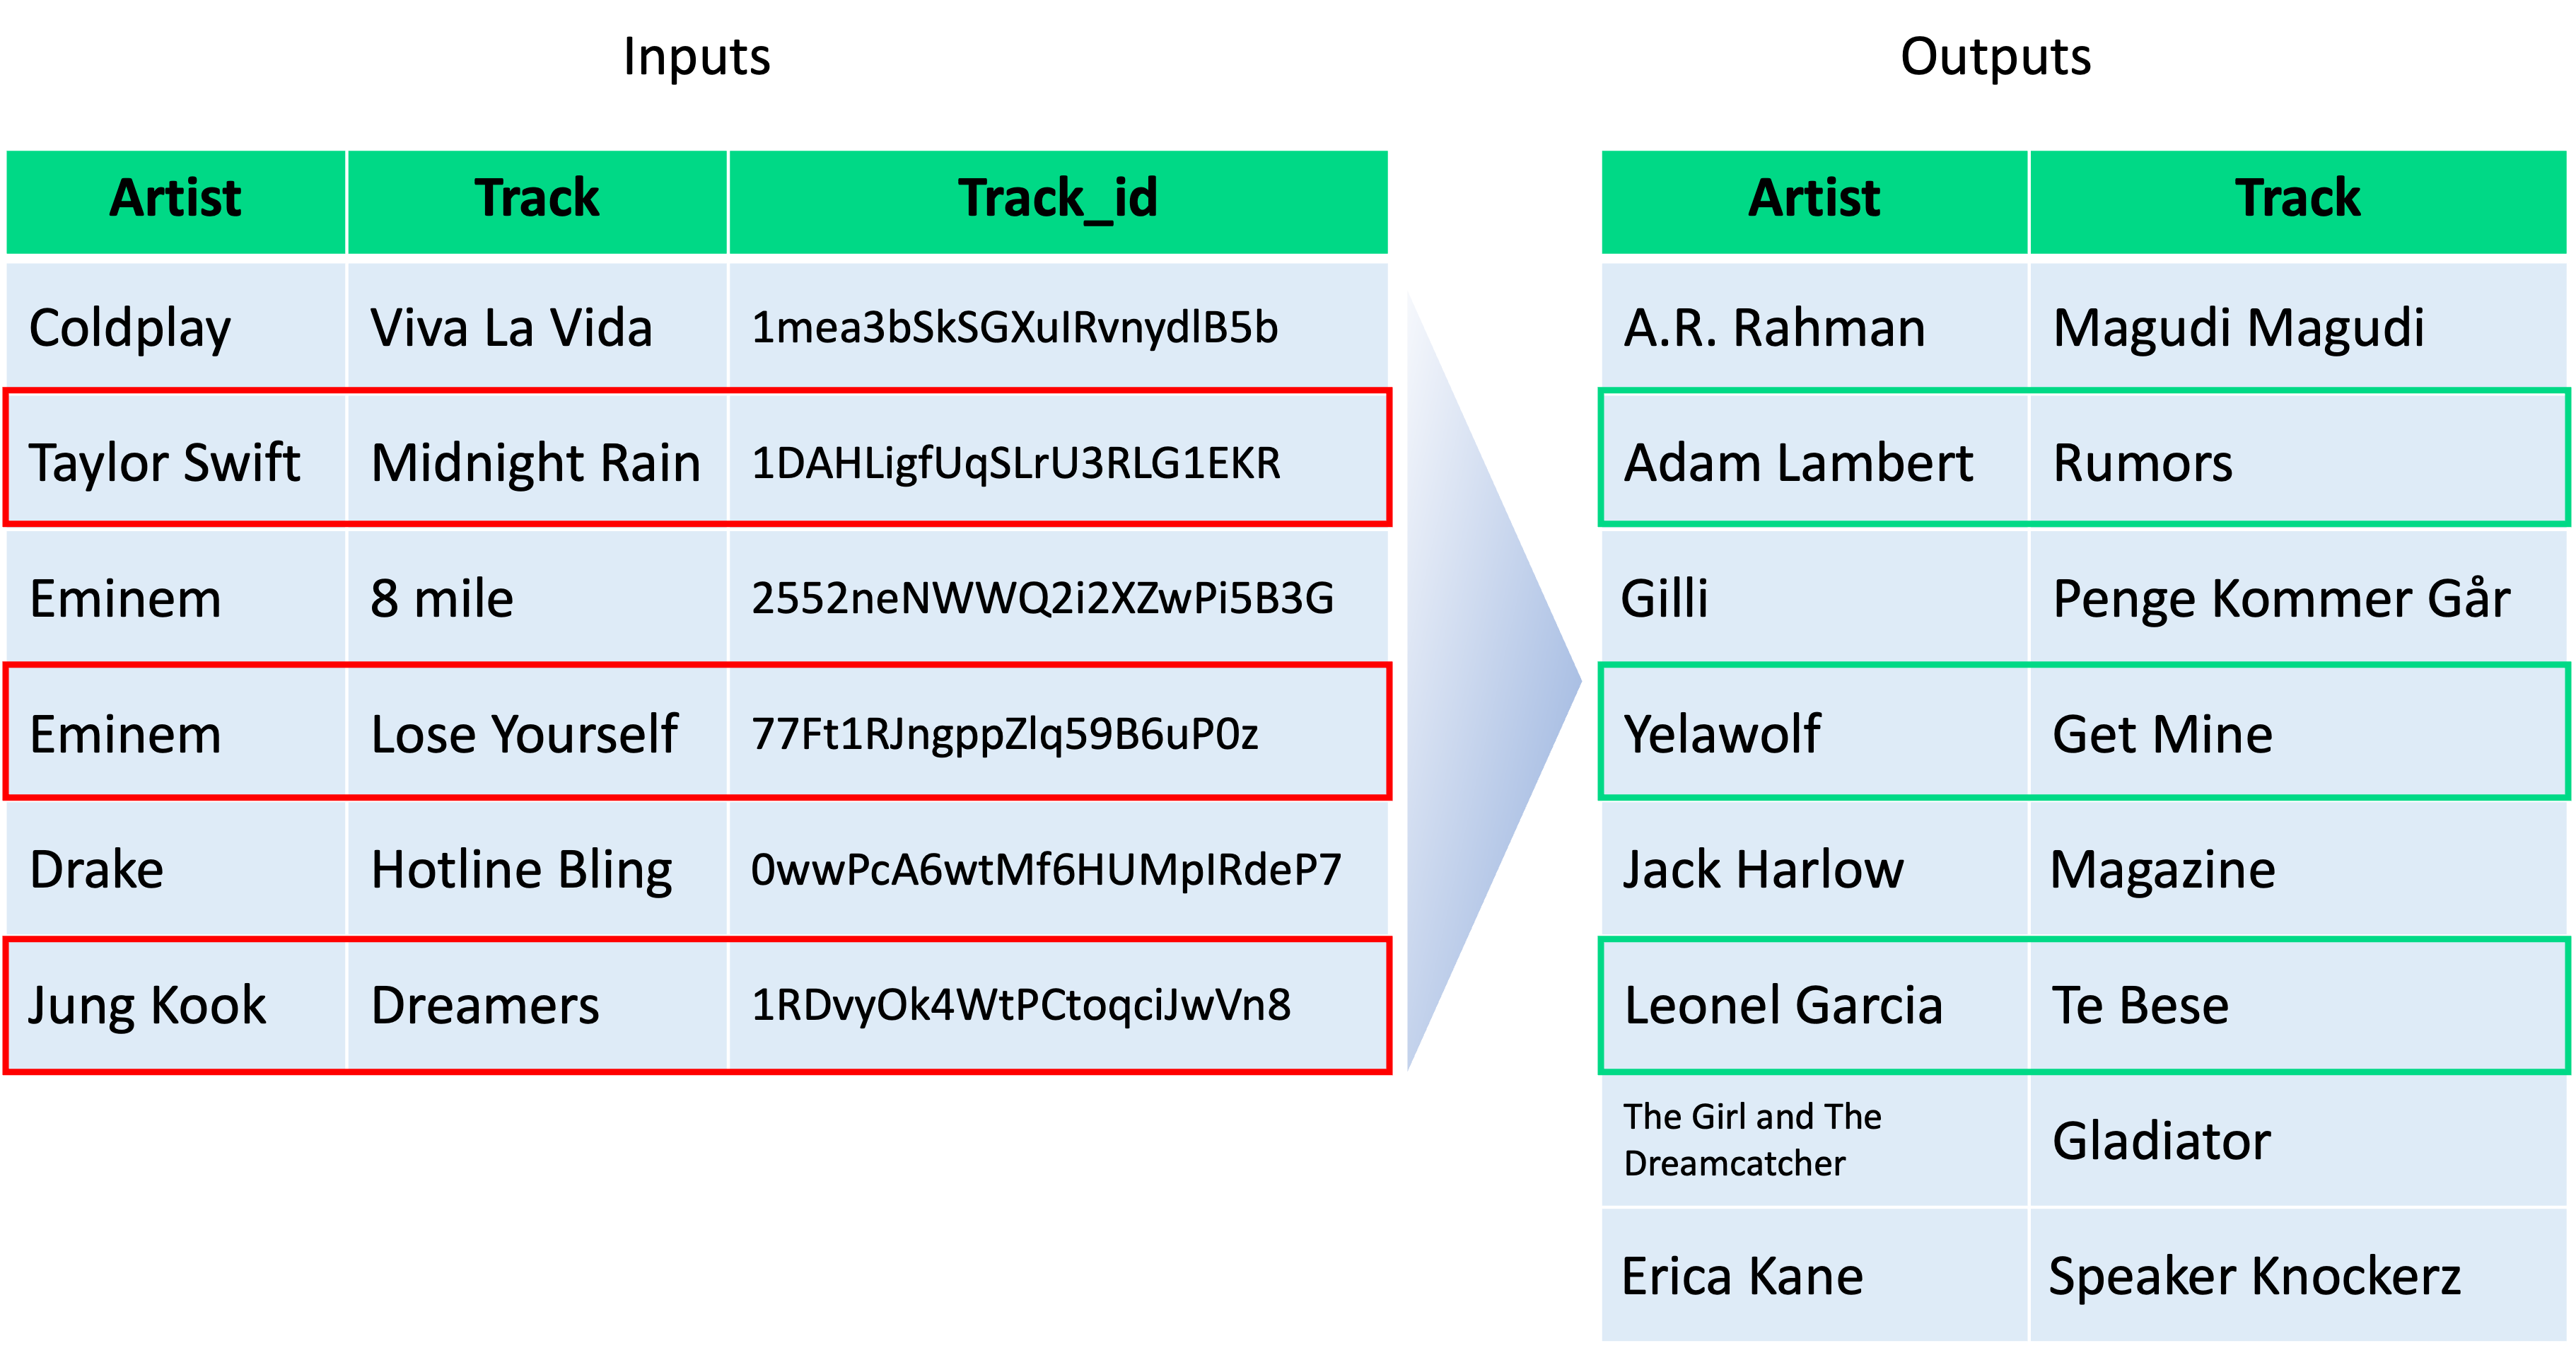 Inputs
Outputs
Artist Track Track_id
Coldplay Viva La Vida 1mea3bSkSGXuIRvnydlB5b
Taylor Swift Midnight Rain 1DAHLigfUqSLrU3RLG1EKR
Eminem 8 mile 2552neNWWQ2i2XZwPi5B3G
Eminem Lose Yourself 77Ft1RJngppZlq59B6uP0z
Drake Hotline Bling 0wwPcA6wtMf6HUMpIRdeP7
Jung Kook Dreamers 1RDvyOk4WtPCtoqciJwVn8
Artist Track
A.R. Rahman Magudi Magudi
Adam Lambert Rumors
Gilli Penge Kommer Går
Yelawolf Get Mine
Jack Harlow Magazine
Leonel Garcia Te Bese
The Girl and The
Dreamcatcher
Gladiator
Erica Kane Speaker Knockerz